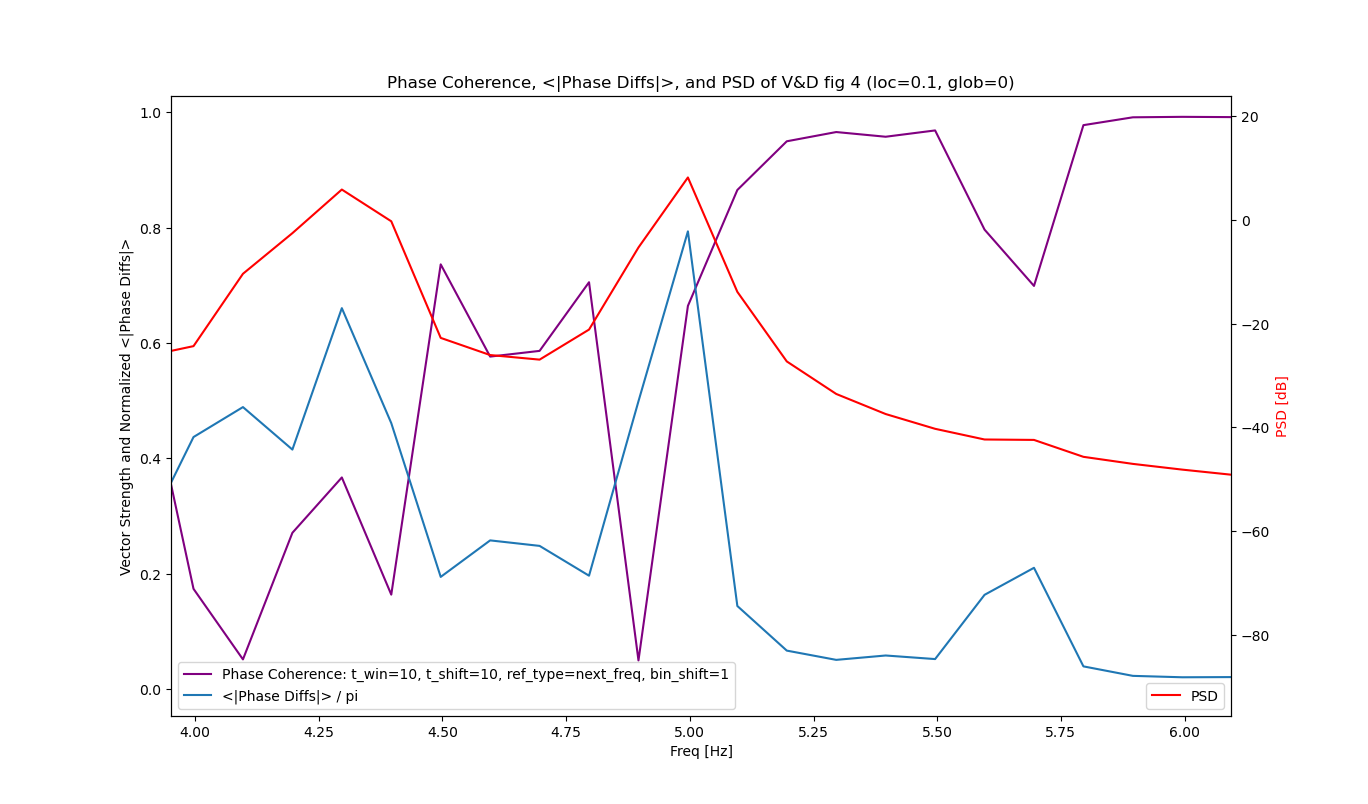 Phase Coherence, <|Phase Diffs|>, and PSD of V&D fig 4 (loc=0.1, glob=0)
1.0
0.8
0.6
0.4
0.2
0.0
Vector Strength and Normalized <|Phase Diffs|>
20
0
−20
−40
−60
−80
PSD [dB]
Phase Coherence: t_win=10, t_shift=10, ref_type=next_freq, bin_shift=1
<|Phase Diffs|> / pi
PSD
4.00 4.25 4.50 4.75 5.00 5.25 5.50 5.75 6.00
Freq [Hz]